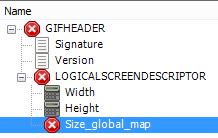 Name
GIFHEADER
Signature
Version
LOGICALSCREENDESCRIPTOR
Width
Height
Size_global_map